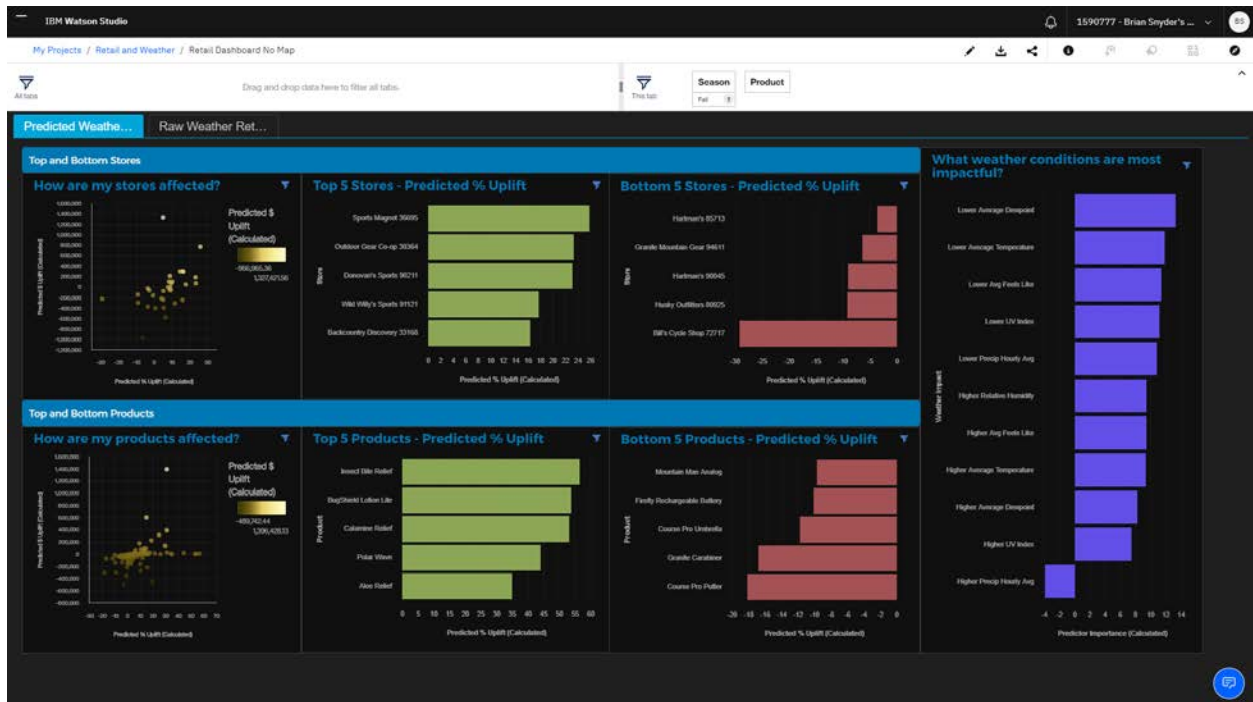 IBM Watson Studio
1590777 - Brian Snyder's ...
BS
My Projects / Retail and Weather / Retail Dashboard No Map
All tabs
Drag and drop data here to filter all tabs.
This tab
Season
Fall
Product
Predicted Weathe...
Raw Weather Ret...
Top and Bottom Stores
How are my stores affected?
Predicted $ Uplift (Calculated)
Predicted $
Uplift
(Calculated)
Predicted % Uplift (Calculated)
Top 5 Stores - Predicted % Uplift
Store
Sports Magnet 36695
Outdoor Gear Co-op 30364
Donovan's Sports 90211
Wild Willy's Sports 91121
Backcountry Discovery 33168
0 2 4 6 8 10 12 14 16 18 20 22 24 26
Predicted % Uplift (Calculated)
Bottom 5 Stores - Predicted % Uplift
Store
Hartman's 85713
Granite Mountain Gear 94611
Hartman's 90045
Husky Outfitters 80925
Bill's Cycle Shop 72717
-30 -25 -20 -15 -10 -5 0
Predicted % Uplift (Calculated)
Top and Bottom Products
How are my products affected?
Predicted $ Uplift (Calculated)
Predicted $
Uplift
(Calculated)
Predicted % Uplift (Calculated)
Top 5 Products - Predicted % Uplift
Product
Insect Bite Relief
BugShield Lotion Lite
Calamine Relief
Polar Wave
Aloe Relief
0 5 10 15 20 25 30 35 40 45 50 55 60
Predicted % Uplift (Calculated)
Bottom 5 Products - Predicted % Uplift
Product
Mountain Man Analog
Firefly Rechargeable Battery
Course Pro Umbrella
Granite Carabiner
Course Pro Putter
-20 -18 -16 -14 -12 -10 -8 -6 -4 -2 0
Predicted % Uplift (Calculated)
What weather conditions are most
impactful?
Weather Impact
Lower Average Dewpoint
Lower Average Temperature
Lower Avg Feels Like
Lower UV Index
Lower Precip Hourly Avg
Higher Relative Humidity
Higher Avg Feels Like
Higher Average Temperature
Higher Average Dewpoint
Higher UV Index
Higher Precip Hourly Avg
-4 -2 0 2 4 6 8 10 12 14
Predictor Importance (Calculated)